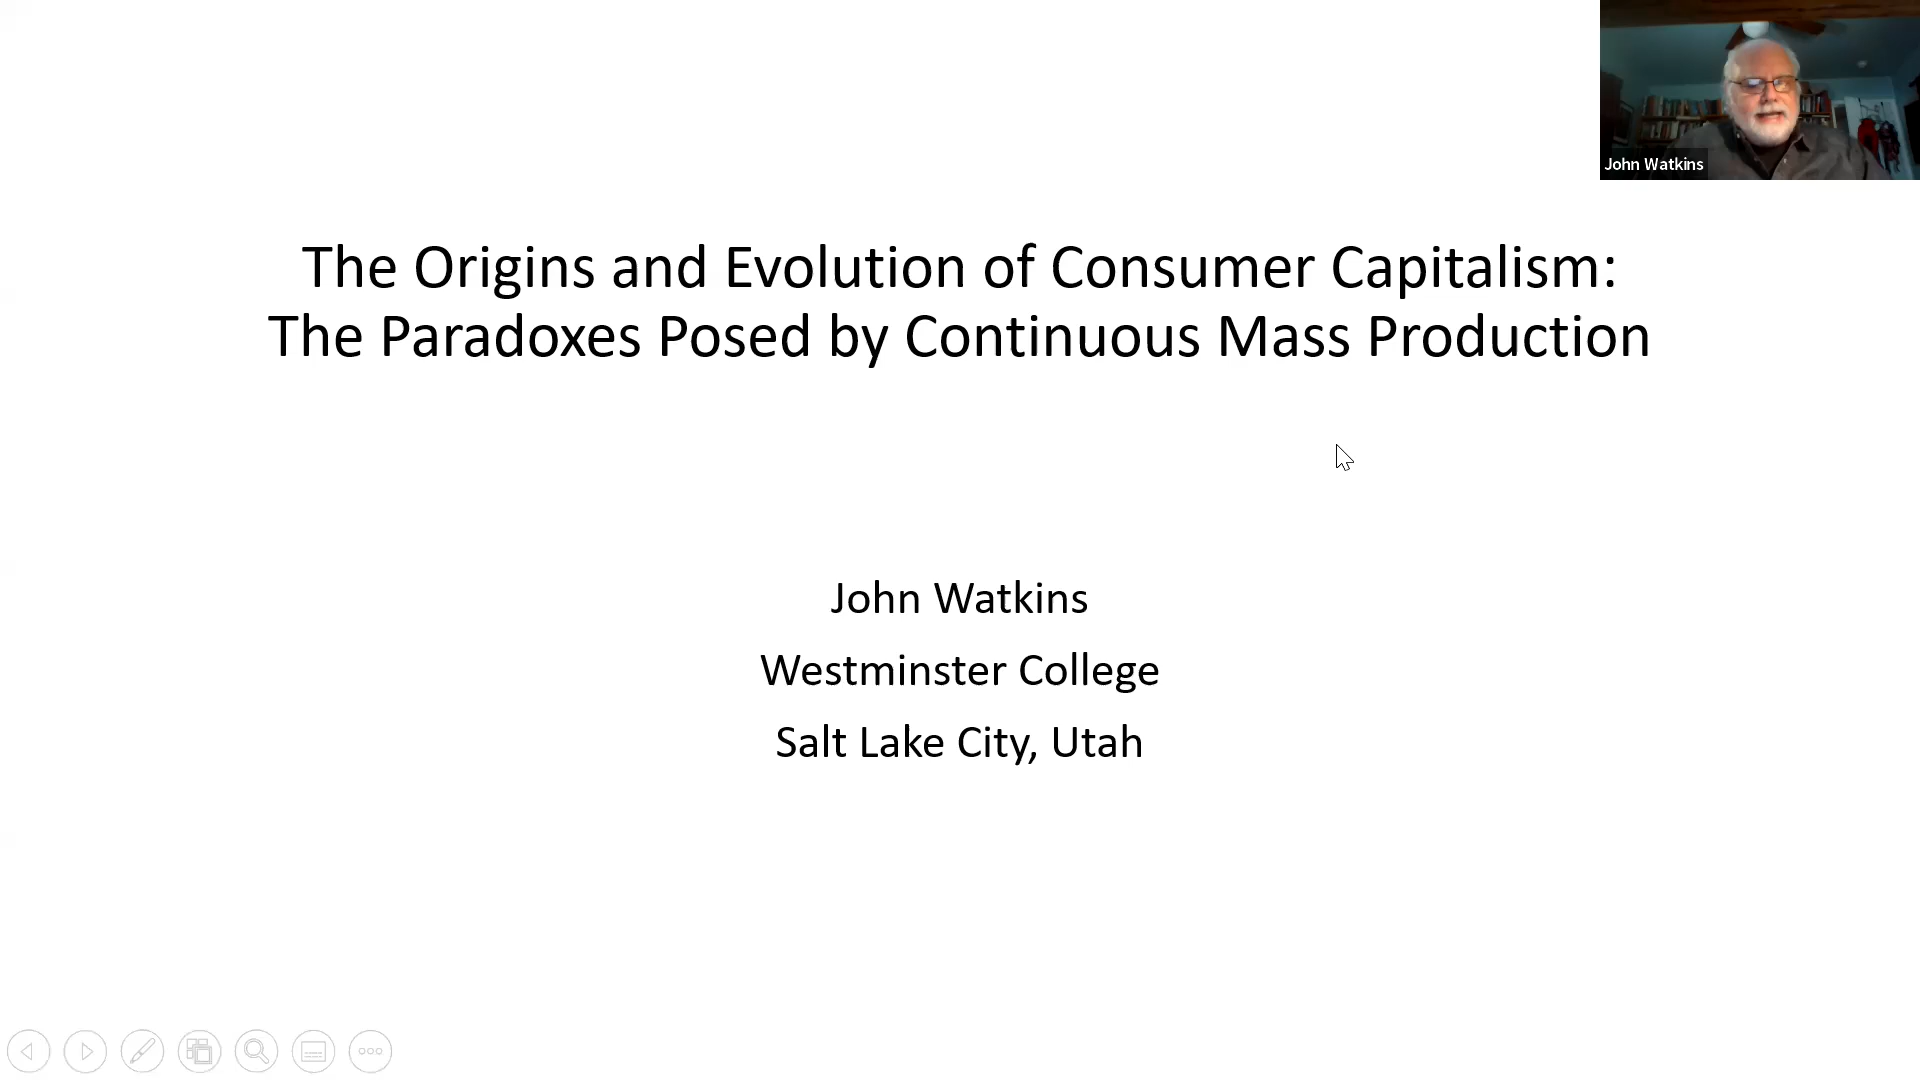 John Watkins
The Origins and Evolution of Consumer Capitalism:
The Paradoxes Posed by Continuous Mass Production
John Watkins
Westminster College
Salt Lake City, Utah